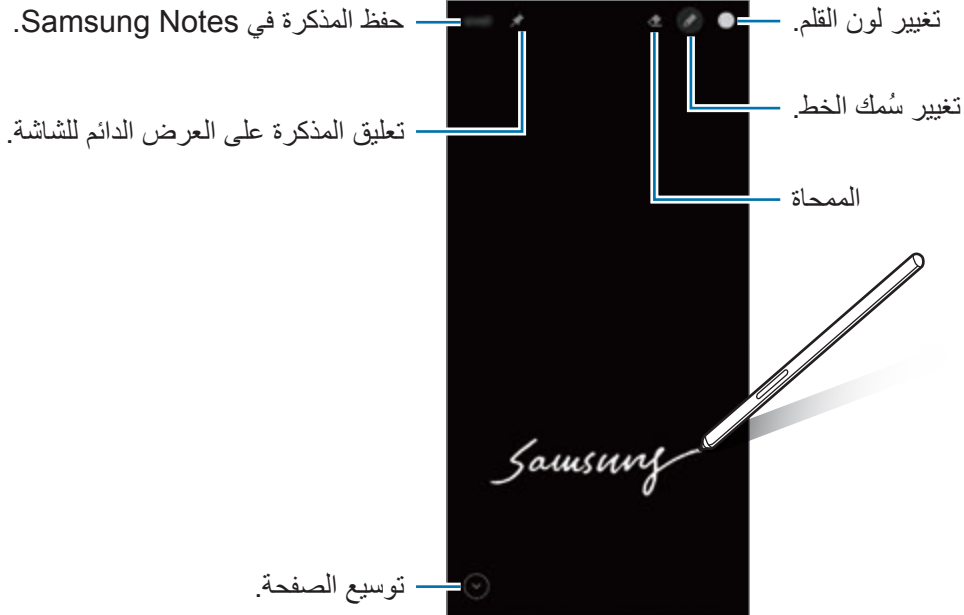 تغيير لون القلم.
حفظ المذكرة في Samsung Notes.
تغيير سُمك الخط.
تعليق المذكرة على العرض الدائم للشاشة.
الممحاة
Samsung
توسيع الصفحة.